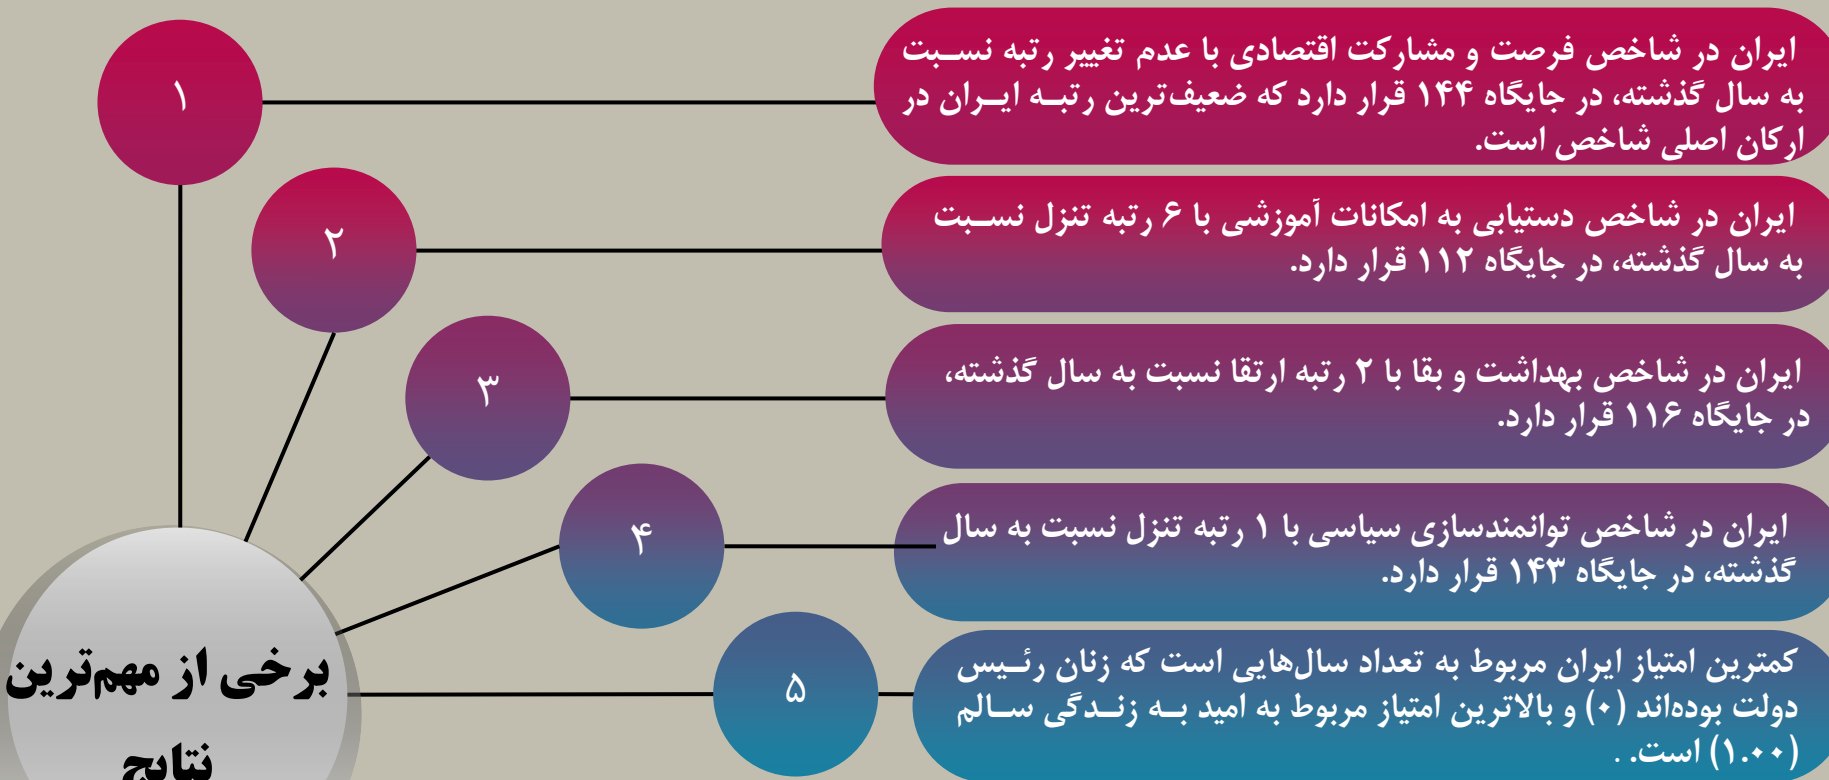 ۱
ایران در شاخص فرصت و مشارکت اقتصادی با عدم تغییر رتبه نسبت
به سال گذشته، در جایگاه ۱۴۴ قرار دارد که ضعیف‌ترین رتبه ایران در
ارکان اصلی شاخص است.
۲
ایران در شاخص دستیابی به امکانات آموزشی با ۶ رتبه تنزل نسبت
به سال گذشته، در جایگاه ۱۱۲ قرار دارد.
۳
ایران در شاخص بهداشت و بقا با ۲ رتبه ارتقا نسبت به سال گذشته،
در جایگاه ۱۱۶ قرار دارد.
۴
ایران در شاخص توانمندسازی سیاسی با ۱ رتبه تنزل نسبت به سال
گذشته، در جایگاه ۱۴۳ قرار دارد.
۵
کمترین امتیاز ایران مربوط به تعداد سال‌هایی است که زنان رئیس
دولت بوده‌اند (۰) و بالاترین امتیاز مربوط به امید به زندگی سالم
(۱.۰۰) است. .
برخی از مهم‌ترین
نتایج